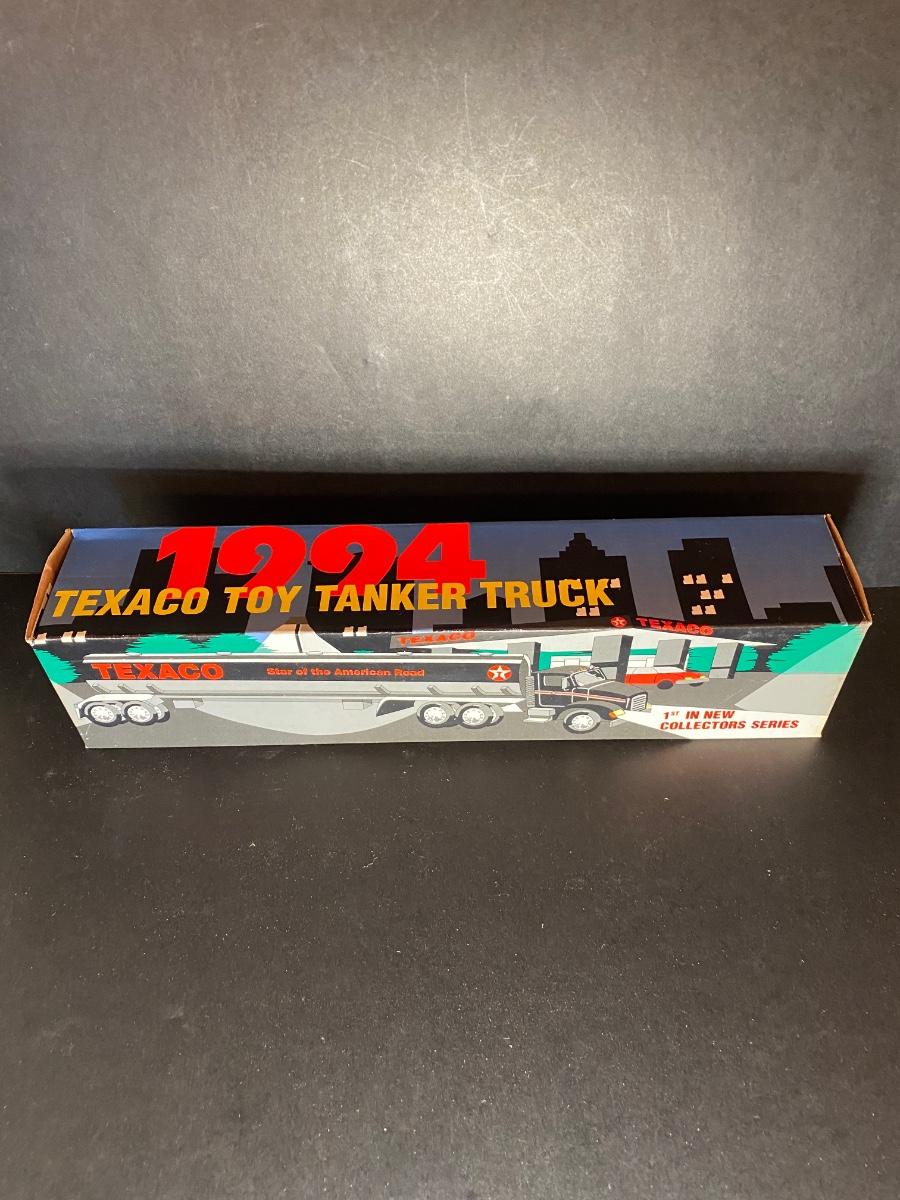 1994
TEXACO TOY TANKER TRUCK
TEXACO
TEXACO
TEXACO
Star of the American Road
1ST IN NEW
COLLECTORS SERIES